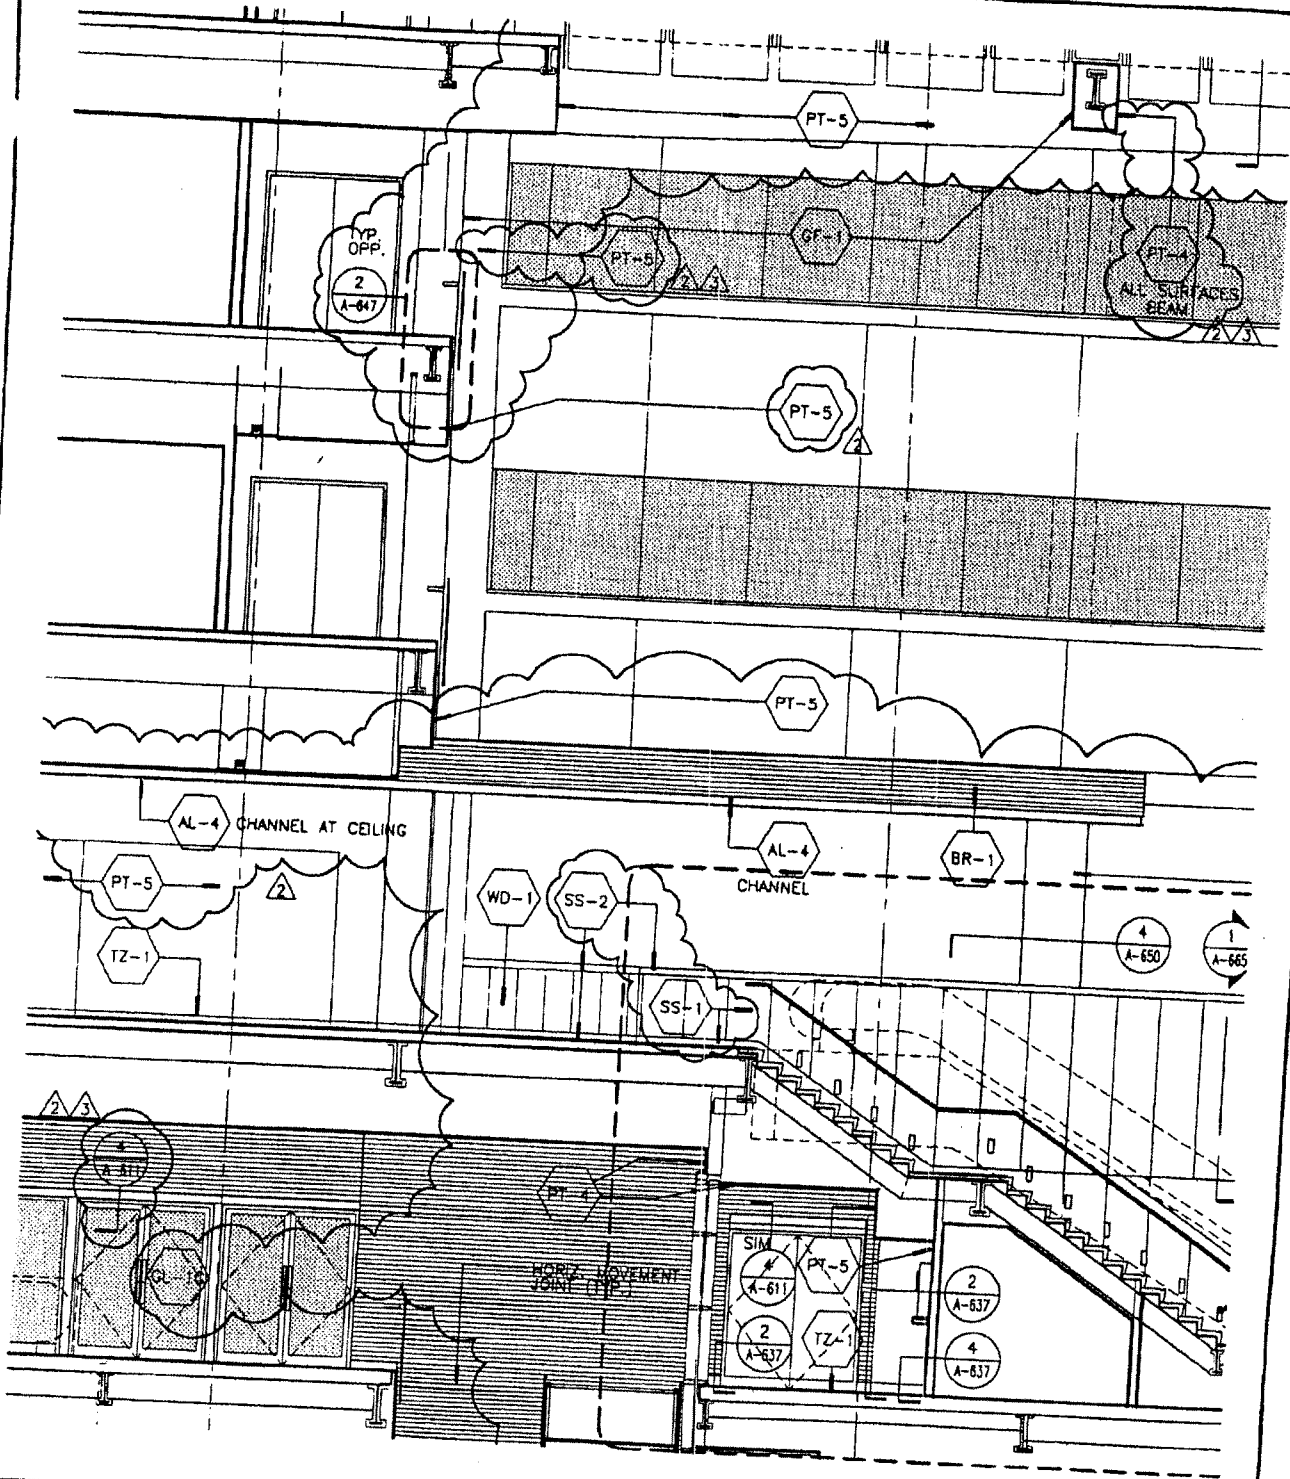 PT-5
TYP.
OPP.
2
A-647
PT-5
2
3
GF-1
PT-4
ALL SURFACES
BEAM
2
3
PT-5
2
PT-5
AL-4
CHANNEL AT CEILING
PT-5
2
TZ-1
WD-1
SS-2
AL-4
CHANNEL
BR-1
4
A-650
1
A-665
SS-1
2
3
4
A-611
PT-4
GL-1G
HORIZ. MOVEMENT
JOINT (TYP.)
SIM
4
A-611
PT-5
2
A-637
2
A-637
TZ-1
4
A-637